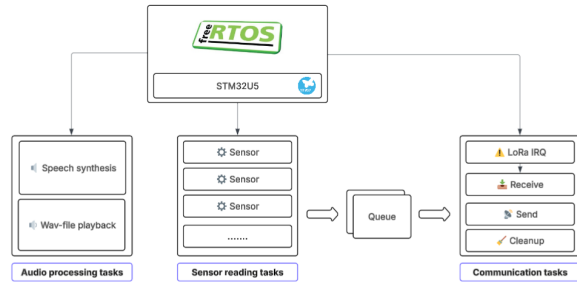 free RTOS
STM32U5
Speech synthesis
Wav-file playback
Audio processing tasks
Sensor
Sensor
Sensor
.......
Sensor reading tasks
Queue
LoRa IRQ
Receive
Send
Cleanup
Communication tasks